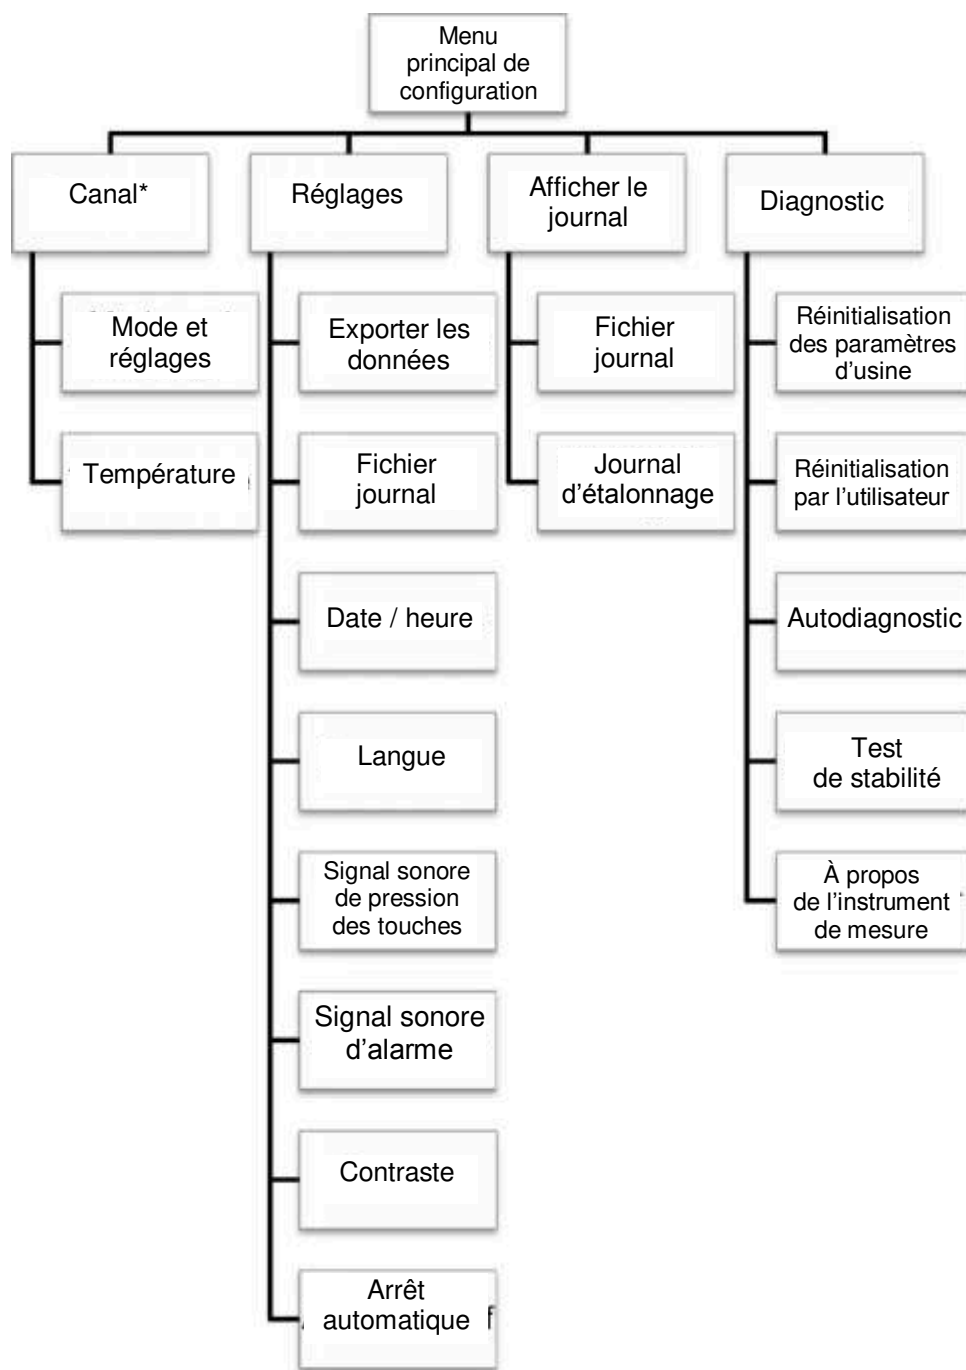 Menu
principal de
configuration
Canal*
Réglages
Afficher le
journal
Diagnostic
Mode et
réglages
Température
Exporter les
données
Fichier
journal
Date / heure
Langue
Signal sonore
de pression
des touches
Signal sonore
d’alarme
Contraste
Arrêt
automatique
Fichier
journal
Journal
d’étalonnage
Réinitialisation
des paramètres
d’usine
Réinitialisation
par l’utilisateur
Autodiagnostic
Test
de stabilité
À propos
de l’instrument
de mesure